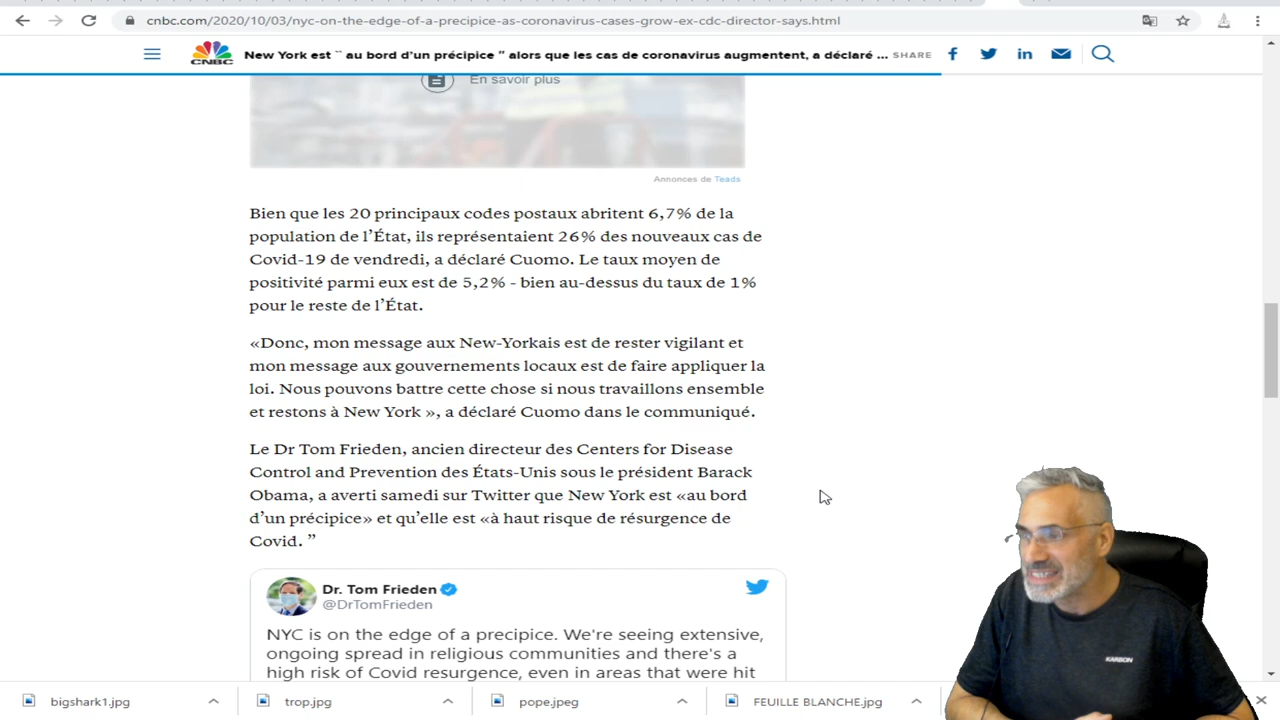 cnbc.com/2020/10/03/nyc-on-the-edge-of-a-precipice-as-coronavirus-cases-grow-ex-cdc-director-says.html
CNBC
New York est `` au bord d'un précipice '' alors que les cas de coronavirus augmentent, a déclaré ...
SHARE
En savoir plus
Annonces de Teads
Bien que les 20 principaux codes postaux abritent 6,7% de la
population de l'État, ils représentaient 26% des nouveaux cas de
Covid-19 de vendredi, a déclaré Cuomo. Le taux moyen de
positivité parmi eux est de 5,2% - bien au-dessus du taux de 1%
pour le reste de l'État.
«Donc, mon message aux New-Yorkais est de rester vigilant et
mon message aux gouvernements locaux est de faire appliquer la
loi. Nous pouvons battre cette chose si nous travaillons ensemble
et restons à New York », a déclaré Cuomo dans le communiqué.
Le Dr Tom Frieden, ancien directeur des Centers for Disease
Control and Prevention des États-Unis sous le président Barack
Obama, a averti samedi sur Twitter que New York est «au bord
d'un précipice» et qu'elle est «à haut risque de résurgence de
Covid. ”
Dr. Tom Frieden
@DrTomFrieden
NYC is on the edge of a precipice. We're seeing extensive,
ongoing spread in religious communities and there's a
high risk of Covid resurgence, even in areas that were hit
KARBON
bigshark1.jpg
trop.jpg
pope.jpeg
FEUILLE BLANCHE.jpg